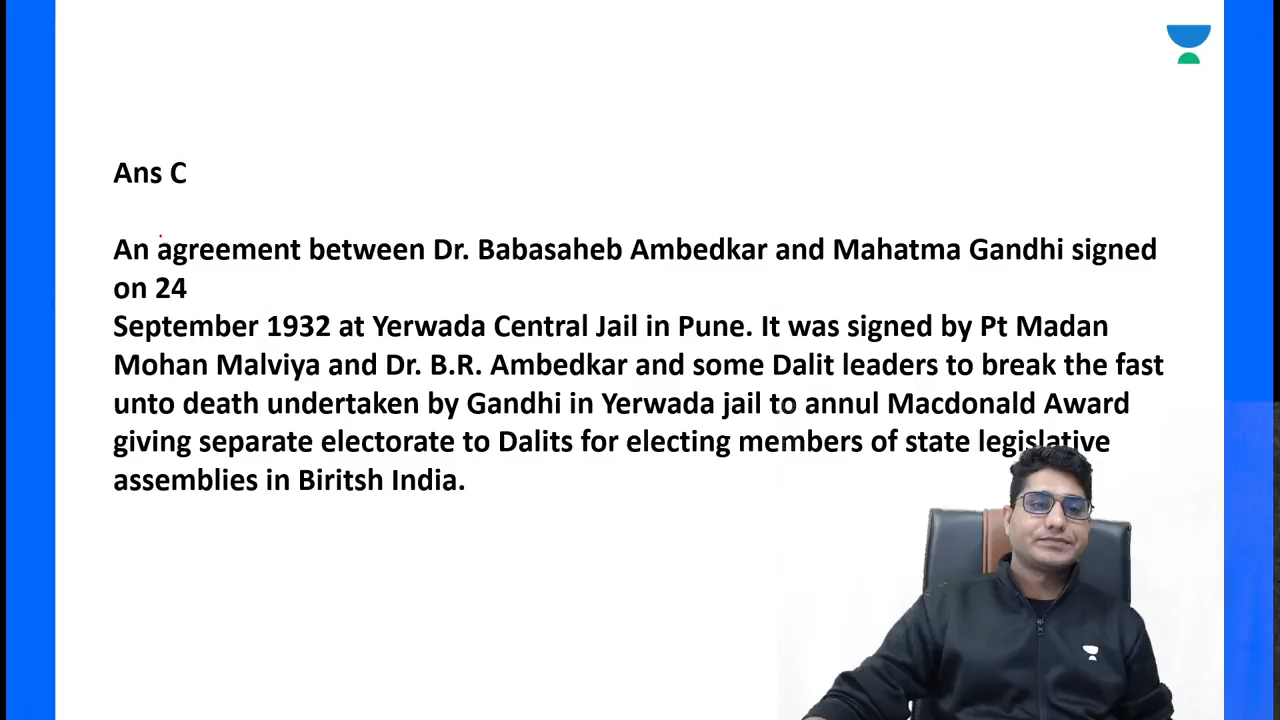 Ans C
An agreement between Dr. Babasaheb Ambedkar and Mahatma Gandhi signed
on 24
September 1932 at Yerwada Central Jail in Pune. It was signed by Pt Madan
Mohan Malviya and Dr. B.R. Ambedkar and some Dalit leaders to break the fast
unto death undertaken by Gandhi in Yerwada jail to annul Macdonald Award
giving separate electorate to Dalits for electing members of state legislative
assemblies in Biritsh India.